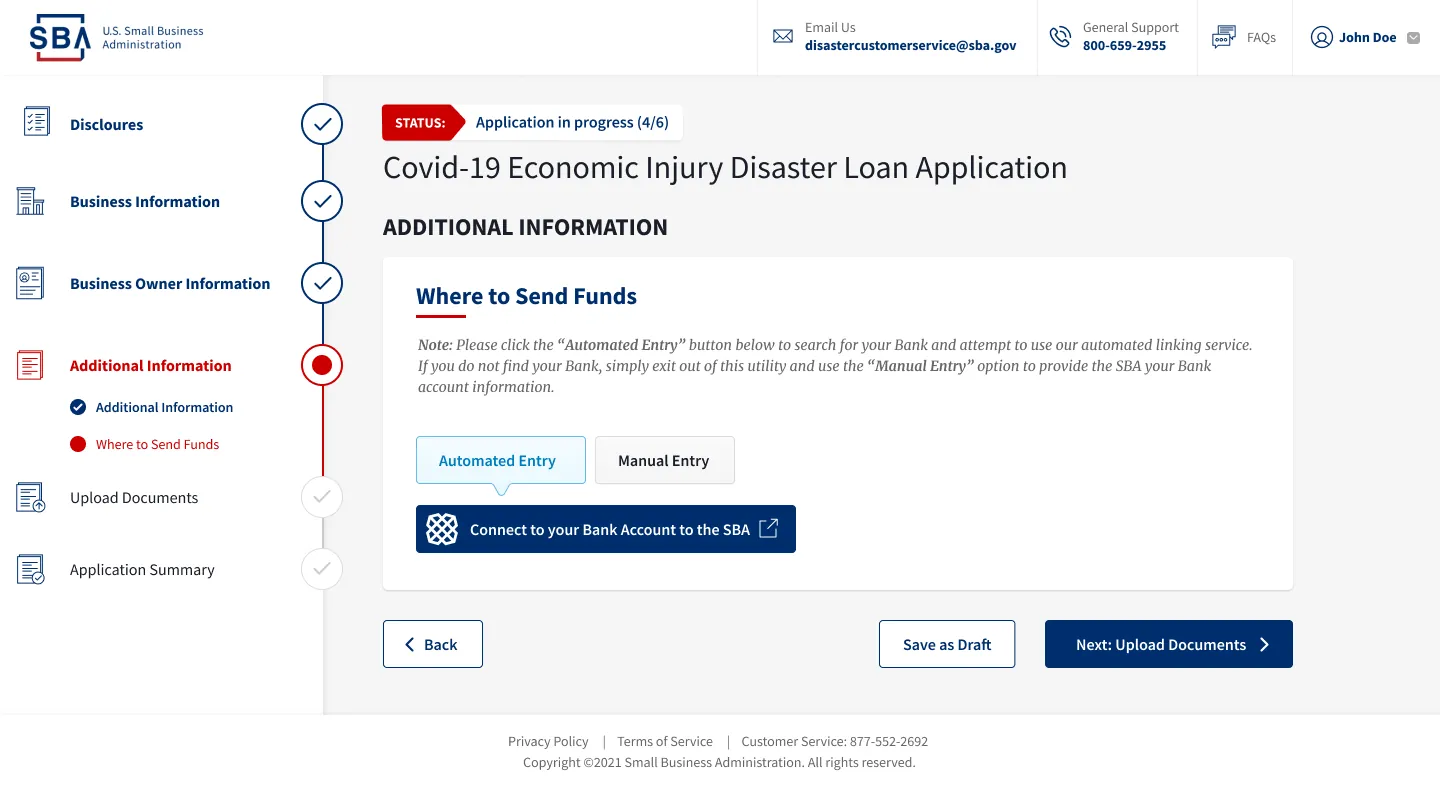 SBA
U.S. Small Business
Administration
Email Us
disastercustomerservice@sba.gov
General Support
800-659-2955
FAQs
John Doe
Discloures
Business Information
Business Owner Information
Additional Information
Additional Information
Where to Send Funds
Upload Documents
Application Summary
STATUS: Application in progress (4/6)
Covid-19 Economic Injury Disaster Loan Application
ADDITIONAL INFORMATION
Where to Send Funds
Note: Please click the “Automated Entry” button below to search for your Bank and attempt to use our automated linking service.
If you do not find your Bank, simply exit out of this utility and use the “Manual Entry” option to provide the SBA your Bank
account information.
Automated Entry Manual Entry
Connect to your Bank Account to the SBA
Back Save as Draft Next: Upload Documents
Privacy Policy | Terms of Service | Customer Service: 877-552-2692
Copyright ©2021 Small Business Administration. All rights reserved.